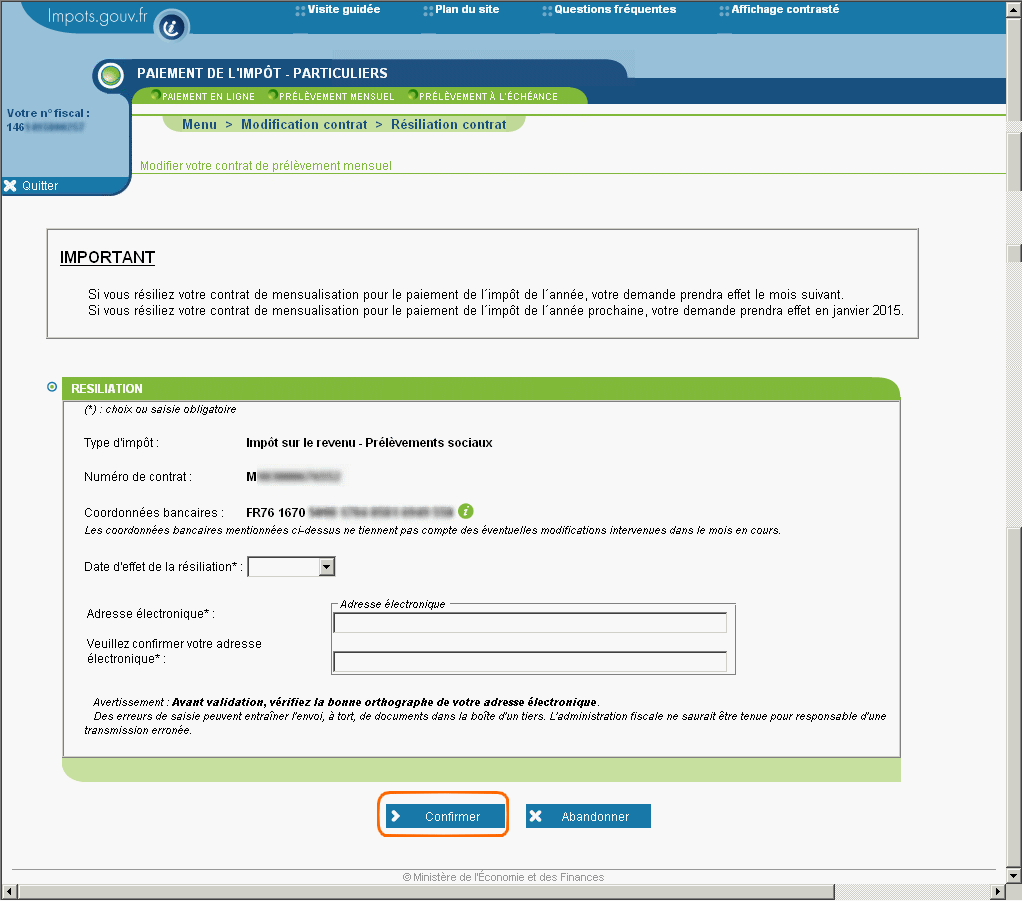 Impots.gouv.fr
Visite guidée
Plan du site
Questions fréquentes
Affichage contrasté
PAIEMENT DE L'IMPÔT - PARTICULIERS
PAIEMENT EN LIGNE
PRÉLÈVEMENT MENSUEL
PRÉLÈVEMENT À L'ÉCHÉANCE
Votre n° fiscal :
146
Menu > Modification contrat > Résiliation contrat
Modifier votre contrat de prélèvement mensuel
Quitter
IMPORTANT
Si vous résiliez votre contrat de mensualisation pour le paiement de l´impôt de l´année, votre demande prendra effet le mois suivant.
Si vous résiliez votre contrat de mensualisation pour le paiement de l´impôt de l´année prochaine, votre demande prendra effet en janvier 2015.
RESILIATION
(*) : choix ou saisie obligatoire
Type d'impôt : Impôt sur le revenu - Prélèvements sociaux
Numéro de contrat : M
Coordonnées bancaires : FR76 1670
Les coordonnées bancaires mentionnées ci-dessus ne tiennent pas compte des éventuelles modifications intervenues dans le mois en cours.
Date d'effet de la résiliation* :
Adresse électronique
Adresse électronique* :
Veuillez confirmer votre adresse
électronique* :
Avertissement : Avant validation, vérifiez la bonne orthographe de votre adresse électronique.
Des erreurs de saisie peuvent entraîner l'envoi, à tort, de documents dans la boîte d'un tiers. L'administration fiscale ne saurait être tenue pour responsable d'une
transmission erronée.
Confirmer
Abandonner
© Ministère de l'Économie et des Finances